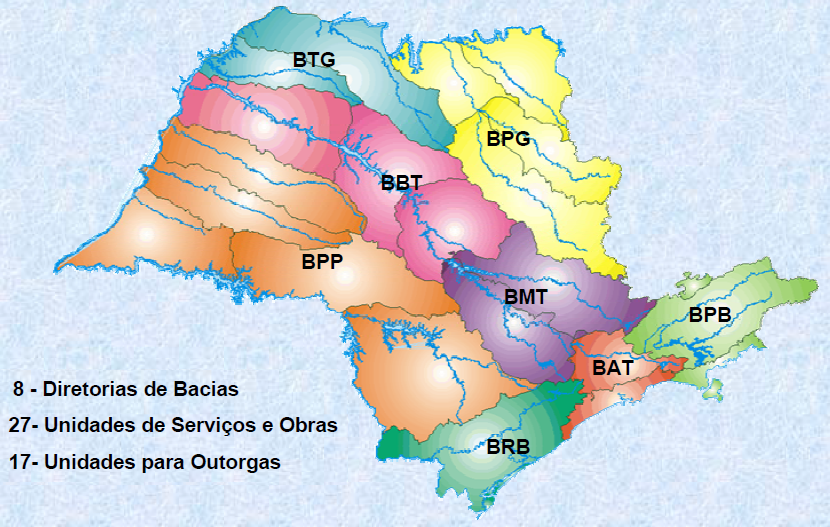 BTG
BPG
BBT
BPP
BMT
BPB
BAT
8 - Diretorias de Bacias
27- Unidades de Serviços e Obras
BRB
17- Unidades para Outorgas